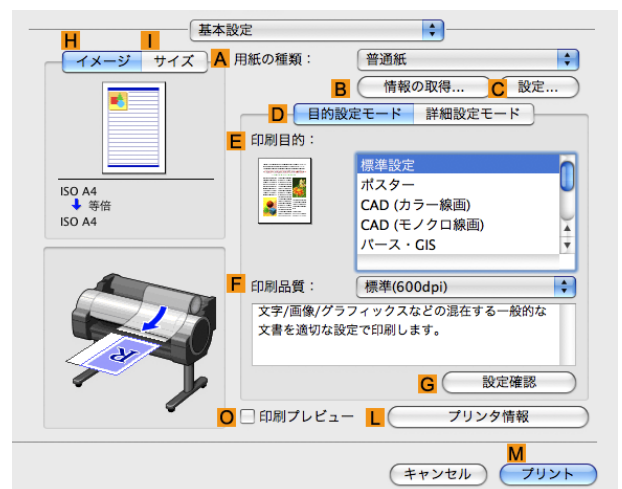 基本設定
H I
イメージ サイズ
A 用紙の種類： 普通紙
B 情報の取得... C 設定...
D 目的設定モード 詳細設定モード
E 印刷目的：
標準設定
ポスター
CAD (カラー線画)
CAD (モノクロ線画)
パース・GIS
ISO A4
等倍
ISO A4
F 印刷品質： 標準(600dpi)
文字/画像/グラフィックスなどの混在する一般的な
文書を適切な設定で印刷します。
G 設定確認
O 印刷プレビュー L プリンタ情報
M
キャンセル プリント
R